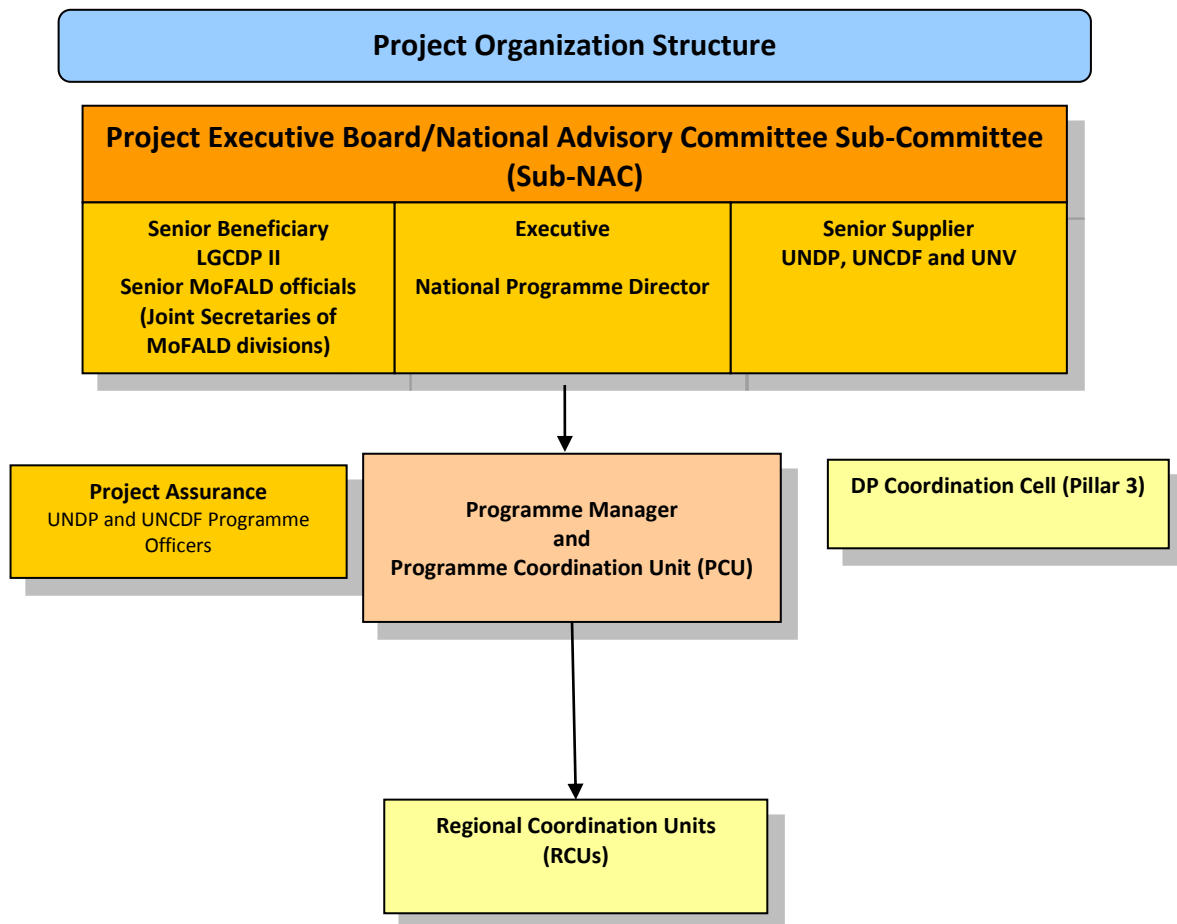 Project Organization Structure
Project Executive Board/National Advisory Committee Sub-Committee
(Sub-NAC)
Senior Beneficiary
LGCDP II
Senior MoFALD officials
(Joint Secretaries of
MoFALD divisions)
Executive
National Programme Director
Senior Supplier
UNDP, UNCDF and UNV
Project Assurance
UNDP and UNCDF Programme
Officers
Programme Manager
and
Programme Coordination Unit (PCU)
DP Coordination Cell (Pillar 3)
Regional Coordination Units
(RCUs)